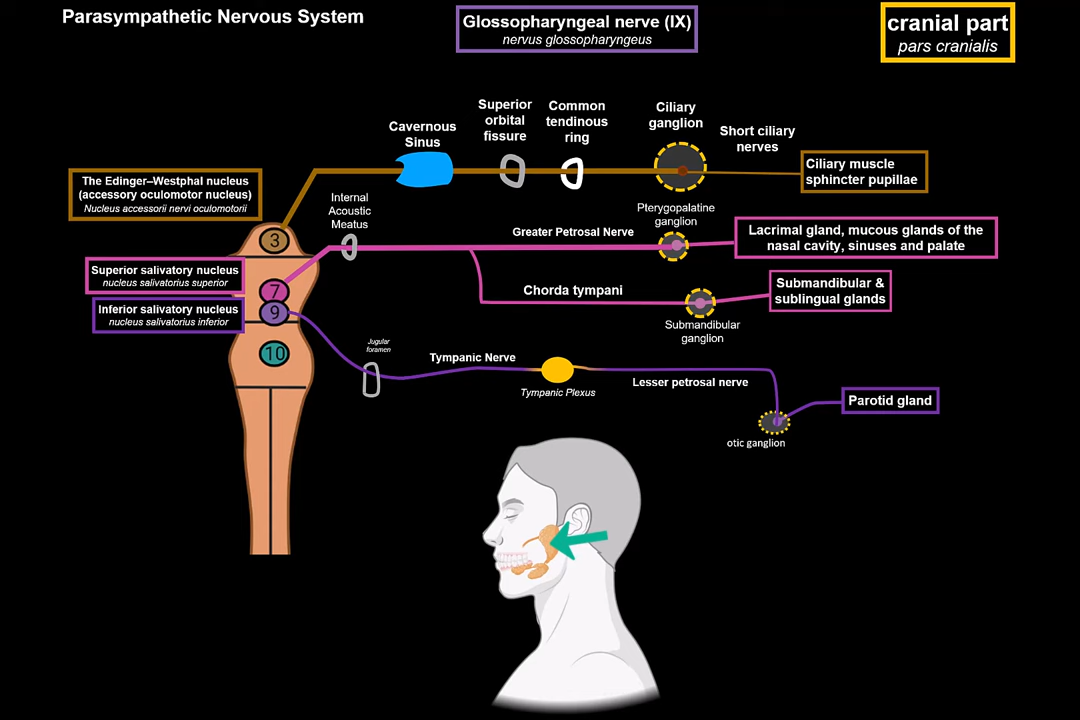 Parasympathetic Nervous System
Glossopharyngeal nerve (IX)
nervus glossopharyngeus
cranial part
pars cranialis
Cavernous
Sinus
Superior
orbital
fissure
Common
tendinous
ring
Ciliary
ganglion
Short ciliary
nerves
Ciliary muscle
sphincter pupillae
The Edinger–Westphal nucleus
(accessory oculomotor nucleus)
Nucleus accessorii nervi oculomotorii
3
Internal
Acoustic
Meatus
Greater Petrosal Nerve
Pterygopalatine
ganglion
Lacrimal gland, mucous glands of the
nasal cavity, sinuses and palate
Superior salivatory nucleus
nucleus salivatorius superior
7
Chorda tympani
Submandibular
ganglion
Submandibular &
sublingual glands
Inferior salivatory nucleus
nucleus salivatorius inferior
9
10
Jugular
foramen
Tympanic Nerve
Tympanic Plexus
Lesser petrosal nerve
otic ganglion
Parotid gland